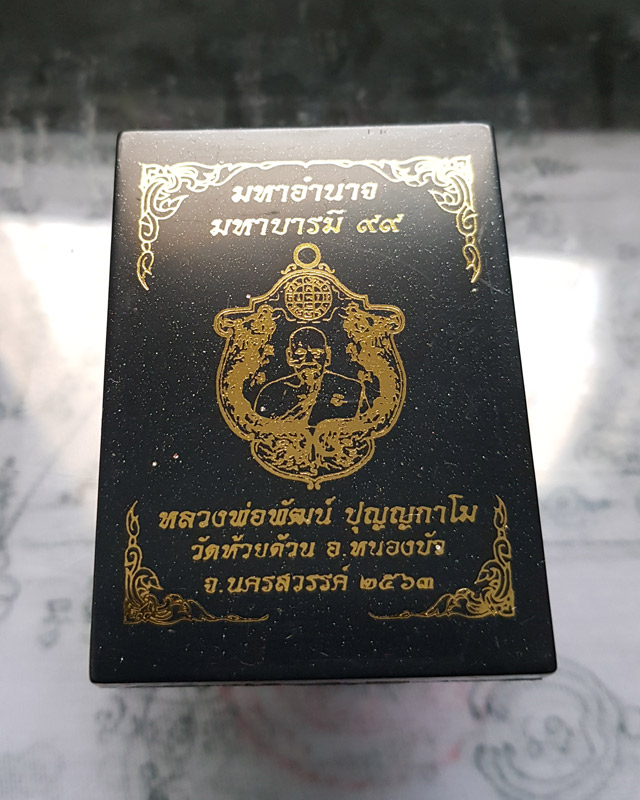 มหาอำนาจ
มหาบารมี ๙๙
หลวงพ่อพัฒน์ ปุญญกาโม
วัดห้วยด้วน อ.หนองบัว
จ.นครสวรรค์ ๒๕๖๓